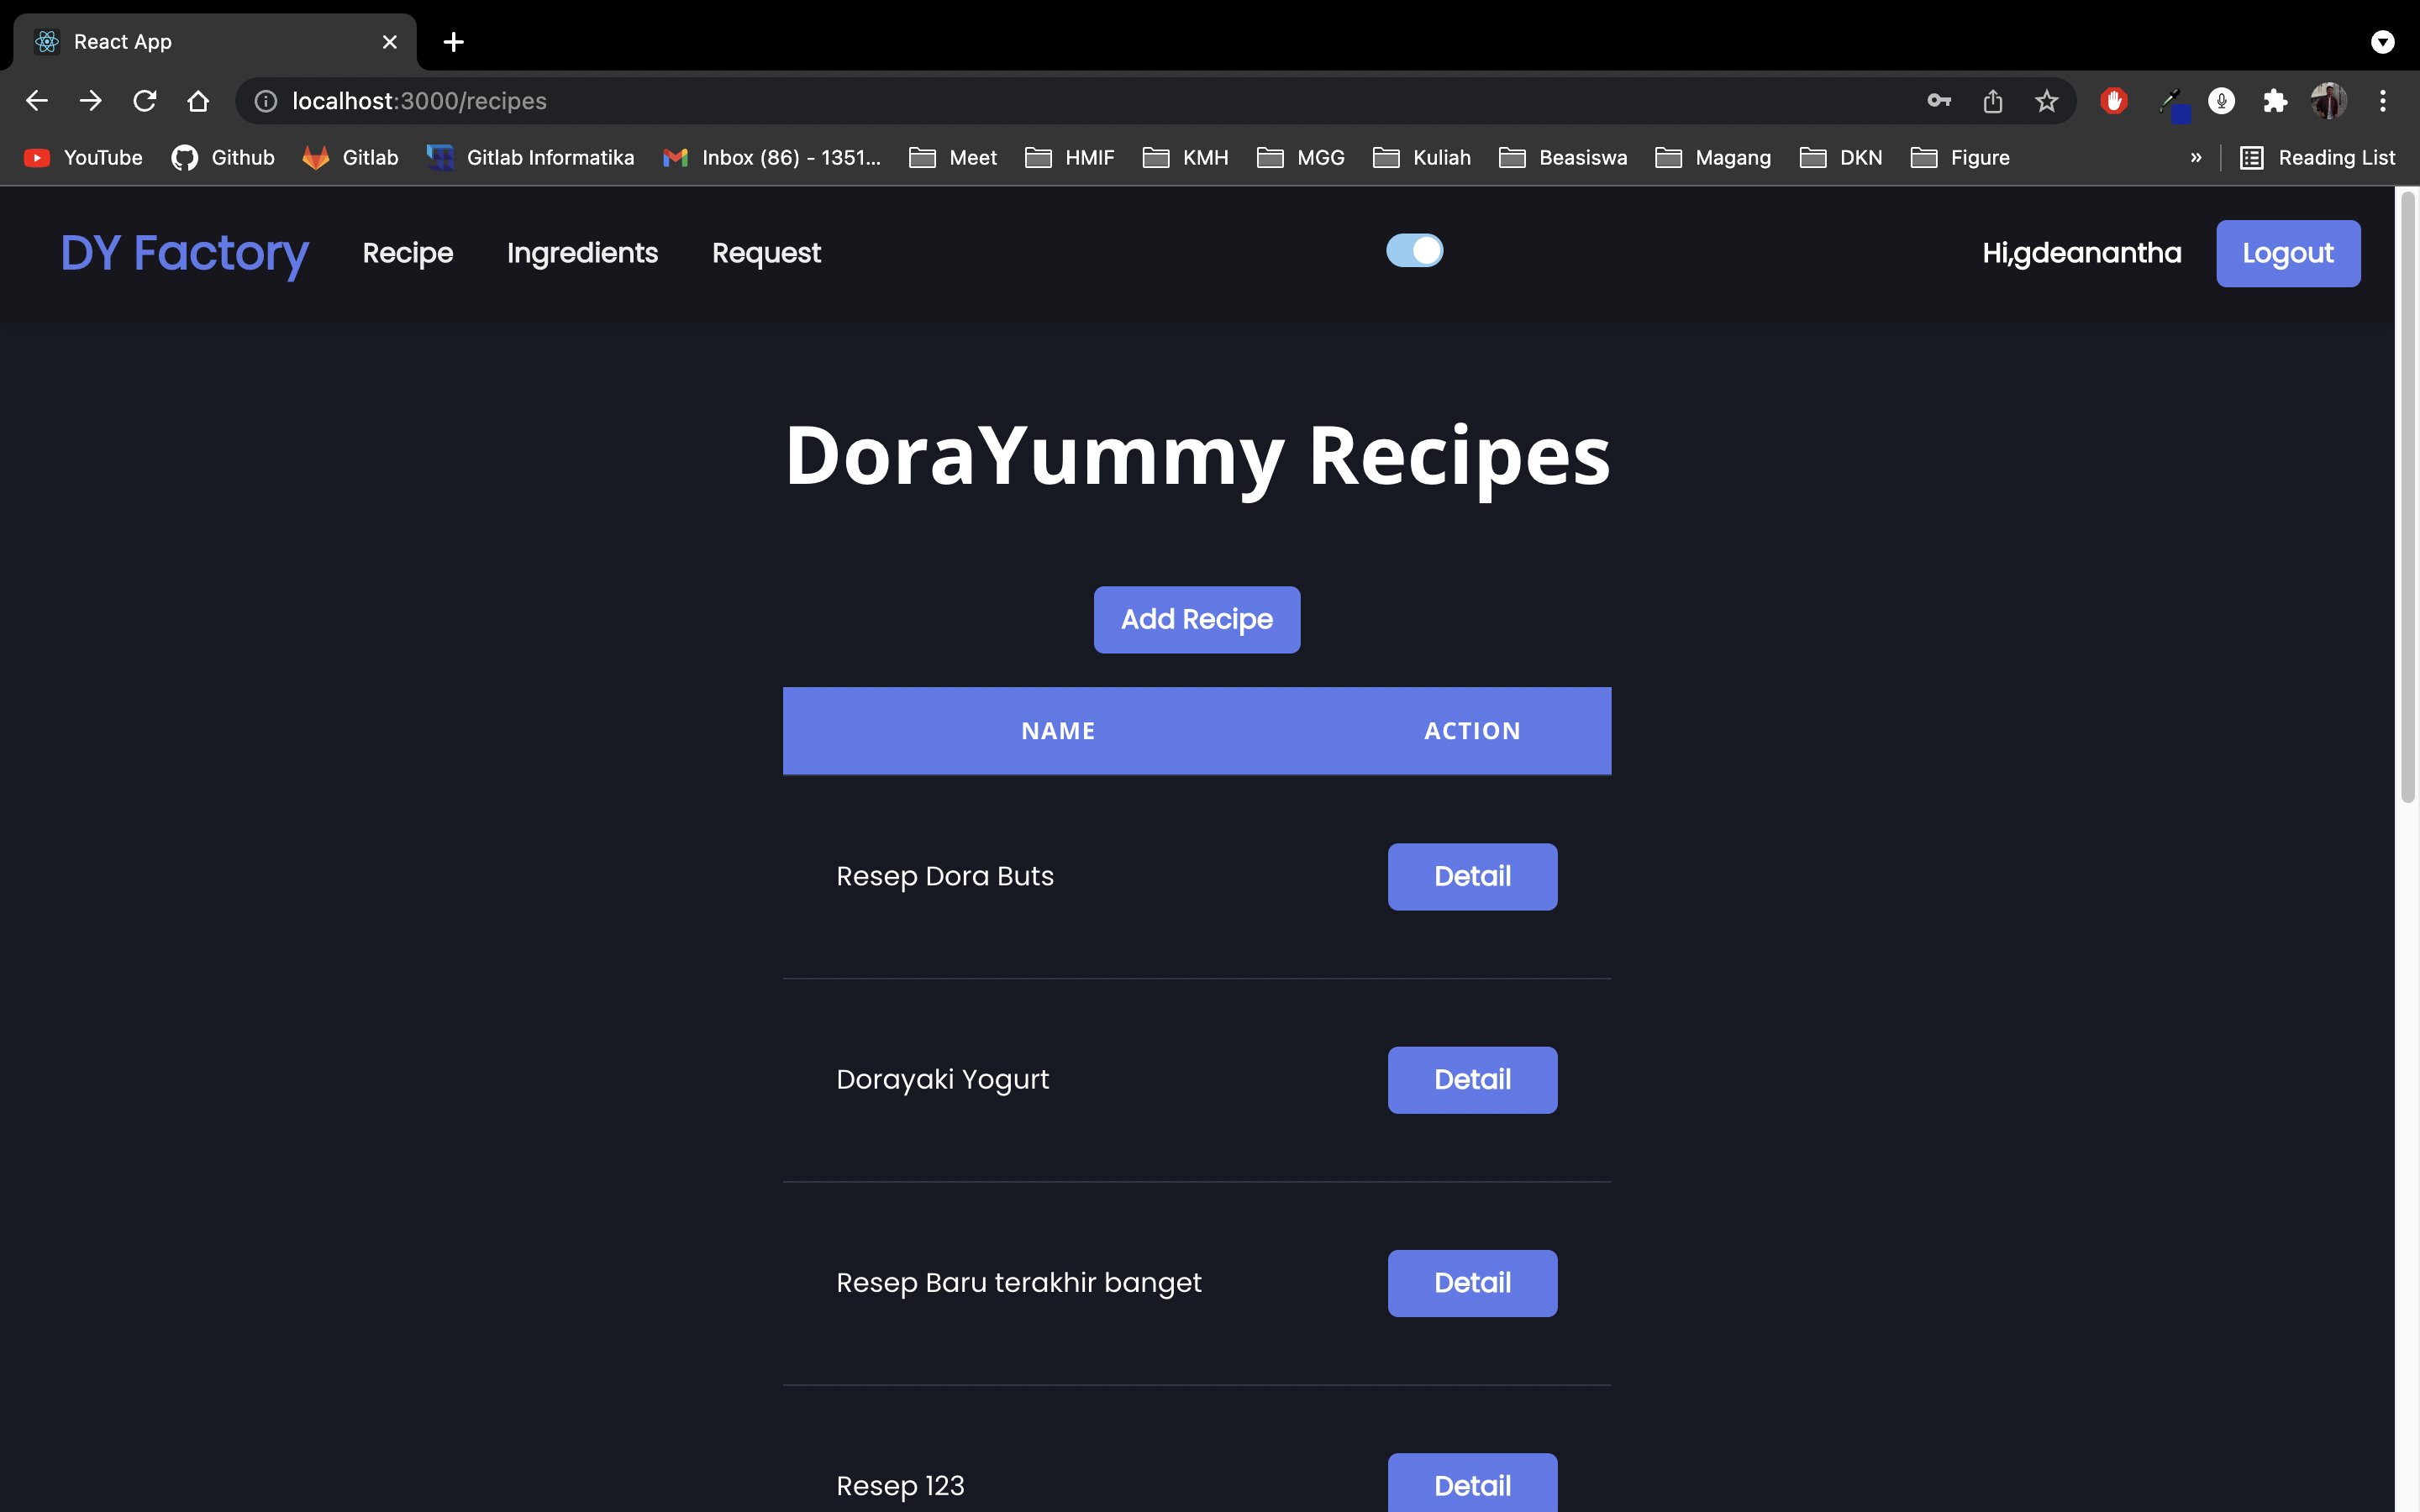 React App
localhost:3000/recipes
YouTube Github Gitlab Gitlab Informatika Inbox (86) - 1351... Meet HMIF KMH MGG Kuliah Beasiswa Magang DKN Figure » Reading List
DY Factory Recipe Ingredients Request Hi,gdeanantha Logout
DoraYummy Recipes
Add Recipe
NAME ACTION
Resep Dora Buts Detail
Dorayaki Yogurt Detail
Resep Baru terakhir banget Detail
Resep 123 Detail